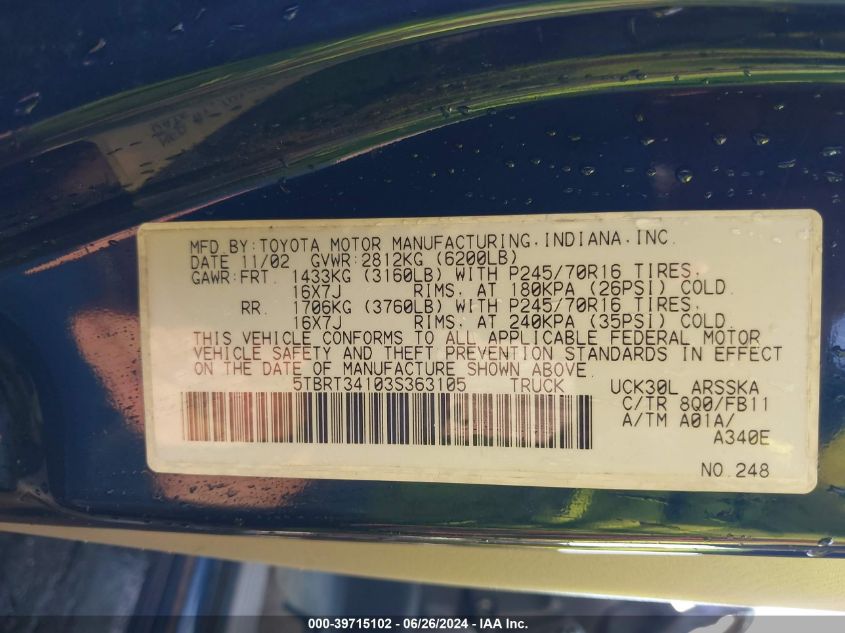 MFD.BY:TOYOTA MOTOR MANUFACTURING.INDIANA.INC.
DATE 11/02 GVWR:2812KG (6200LB)
GAWR:FRT. 1433KG (3160LB) WITH P245/70R16 TIRES.
16X7J RIMS. AT 180KPA (26PSI) COLD.
RR. 1706KG (3760LB) WITH P245/70R16 TIRES.
16X7J RIMS. AT 240KPA (35PSI) COLD.
THIS VEHICLE CONFORMS TO ALL APPLICABLE FEDERAL MOTOR
VEHICLE SAFETY AND THEFT PREVENTION STANDARDS IN EFFECT
ON THE DATE OF MANUFACTURE SHOWN ABOVE.
5TBRT34103S363105 TRUCK UCK30L ARSSKA
C/TR 8Q0/FB11
A/TM A01A/
A340E
NO.248
000-39715102 - 06/26/2024 - IAA Inc.